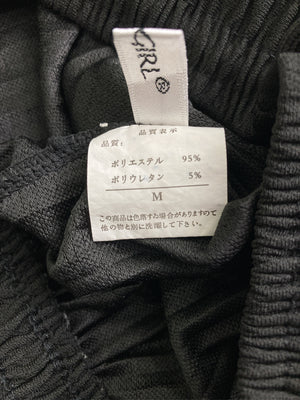 GIRL®
品質表示
品質:
ポリエステル 95%
ポリウレタン 5%
M
この商品は色落する場合がありますので
他の物と別に洗濯して下さい。